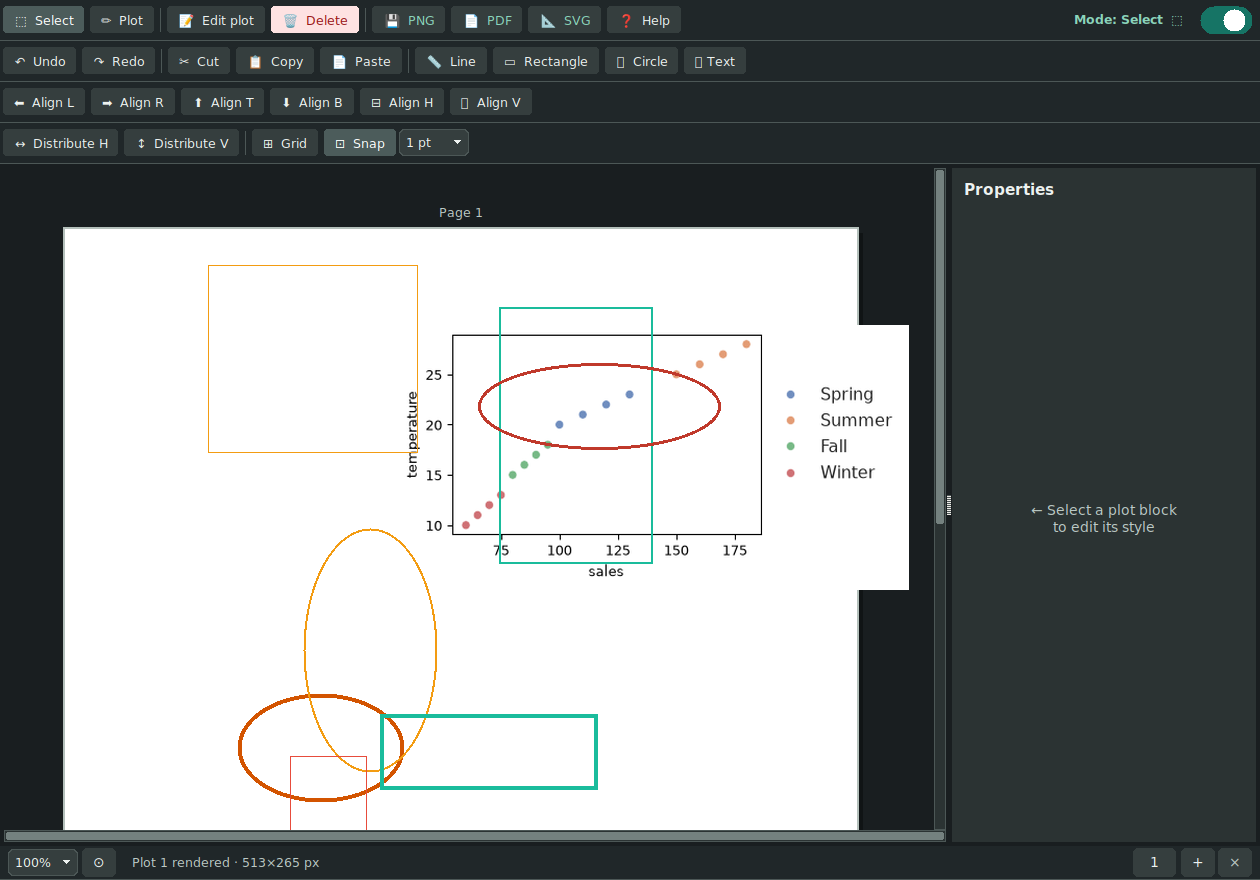 Select Plot Edit plot Delete PNG PDF SVG Help Mode: Select
Undo Redo Cut Copy Paste Line Rectangle Circle Text
Align L Align R Align T Align B Align H Align V
Distribute H Distribute V Grid Snap 1 pt
Properties
Page 1
25
20
15
10
temperature
75 100 125 150 175
sales
Spring
Summer
Fall
Winter
← Select a plot block
to edit its style
100% Plot 1 rendered · 513×265 px 1 + ×